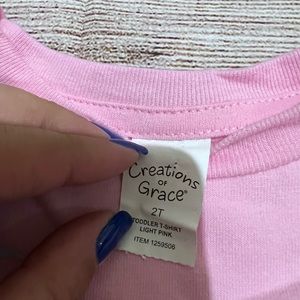 Creations
OF
Grace®
2T
TODDLER T-SHIRT
LIGHT PINK
ITEM 1259506